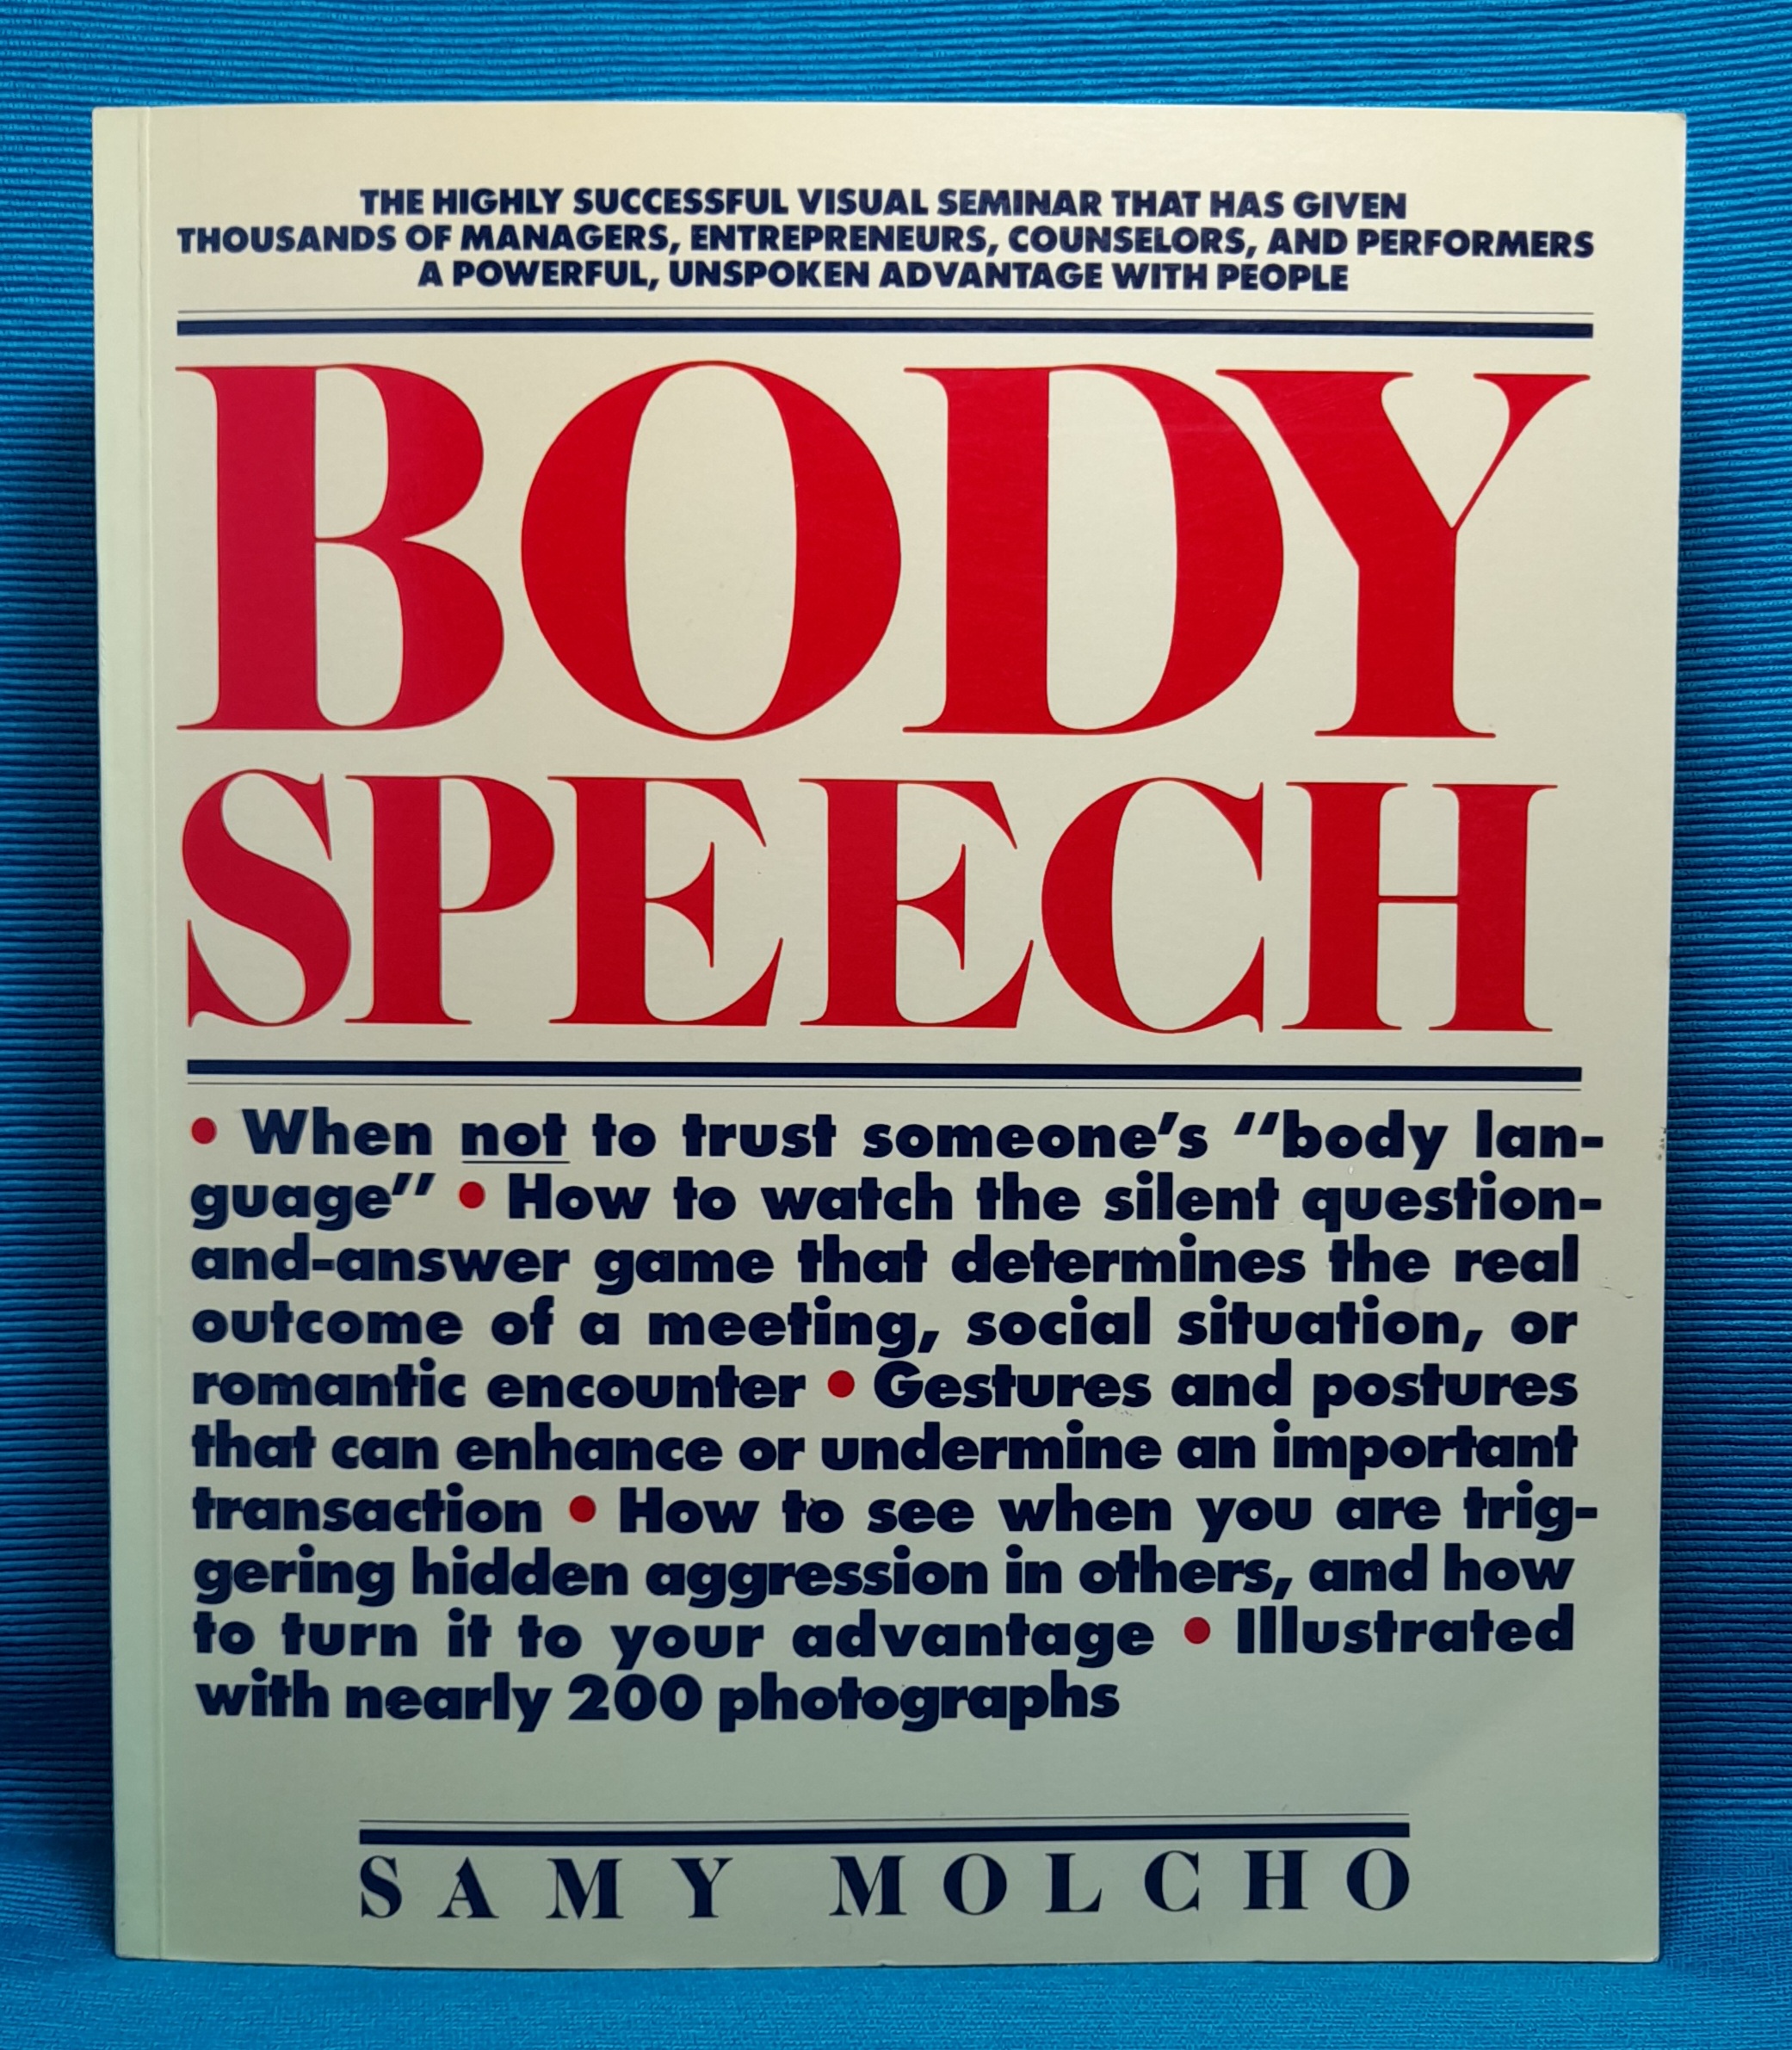 THE HIGHLY SUCCESSFUL VISUAL SEMINAR THAT HAS GIVEN
THOUSANDS OF MANAGERS, ENTREPRENEURS, COUNSELORS, AND PERFORMERS
A POWERFUL, UNSPOKEN ADVANTAGE WITH PEOPLE
BODY
SPEECH
• When not to trust someone's "body lan-
guage" • How to watch the silent question-
and-answer game that determines the real
outcome of a meeting, social situation, or
romantic encounter • Gestures and postures
that can enhance or undermine an important
transaction • How to see when you are trig-
gering hidden aggression in others, and how
to turn it to your advantage • Illustrated
with nearly 200 photographs
SAMY MOLCHO